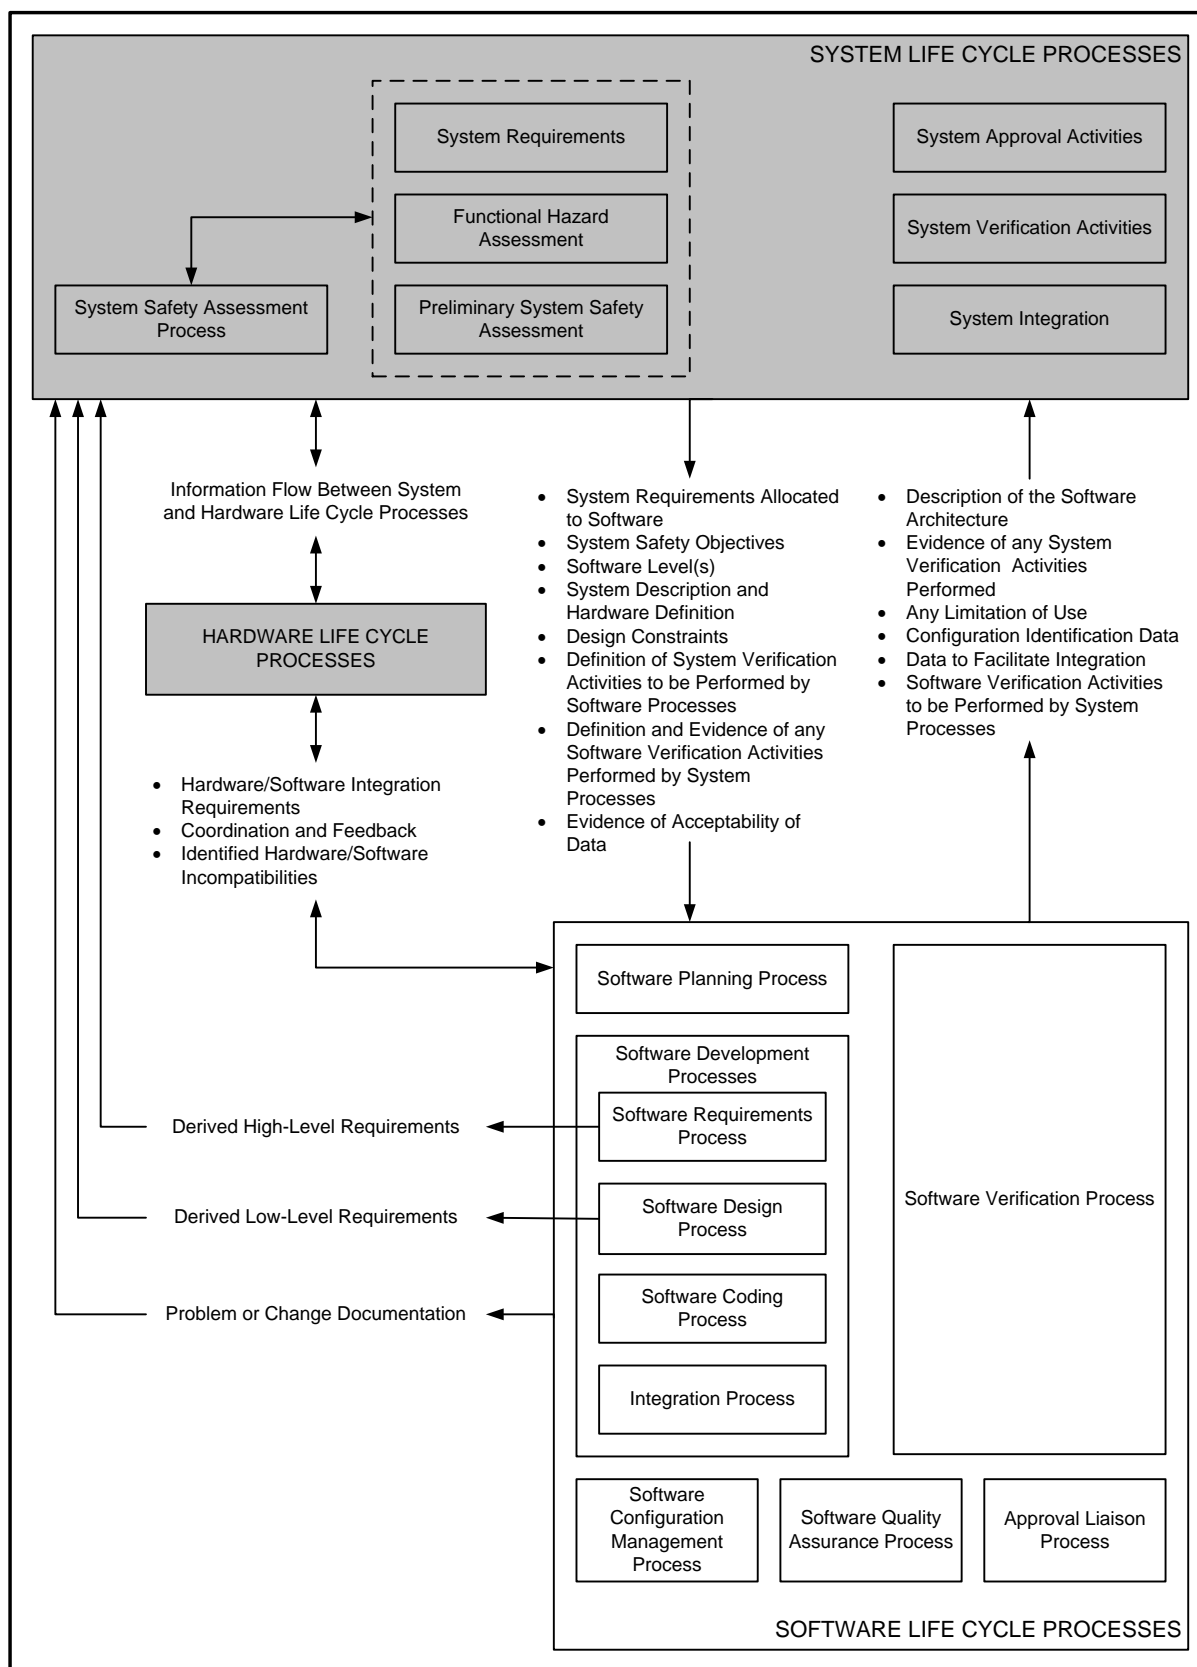 SYSTEM LIFE CYCLE PROCESSES
System Requirements
Functional Hazard
Assessment
Preliminary System Safety
Assessment
System Safety Assessment
Process
System Approval Activities
System Verification Activities
System Integration
Information Flow Between System
and Hardware Life Cycle Processes
HARDWARE LIFE CYCLE
PROCESSES
• Hardware/Software Integration
Requirements
• Coordination and Feedback
• Identified Hardware/Software
Incompatibilities
• System Requirements Allocated
to Software
• System Safety Objectives
• Software Level(s)
• System Description and
Hardware Definition
• Design Constraints
• Definition of System Verification
Activities to be Performed by
Software Processes
• Definition and Evidence of any
Software Verification Activities
Performed by System
Processes
• Evidence of Acceptability of
Data
• Description of the Software
Architecture
• Evidence of any System
Verification Activities
Performed
• Any Limitation of Use
• Configuration Identification Data
• Data to Facilitate Integration
• Software Verification Activities
to be Performed by System
Processes
Derived High-Level Requirements
Derived Low-Level Requirements
Problem or Change Documentation
Software Planning Process
Software Development
Processes
Software Requirements
Process
Software Design
Process
Software Coding
Process
Integration Process
Software Verification Process
Software
Configuration
Management
Process
Software Quality
Assurance Process
Approval Liaison
Process
SOFTWARE LIFE CYCLE PROCESSES